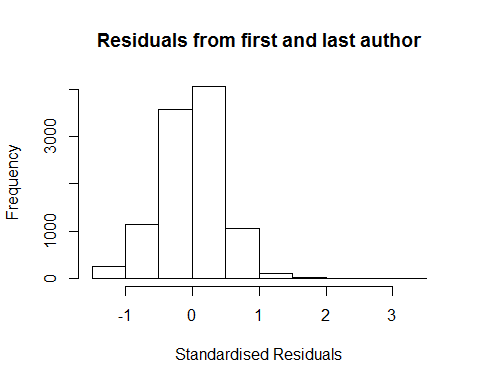 Residuals from first and last author
Frequency
3000
1000
0
-1 0 1 2 3
Standardised Residuals